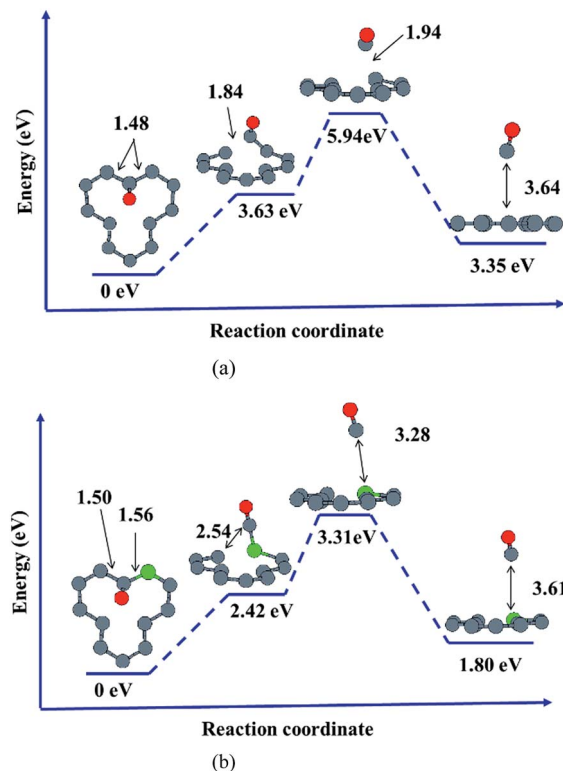 1.94
5.94eV
1.84
3.63 eV
1.48
0 eV
3.64
3.35 eV
Energy (eV)
Reaction coordinate
(a)
3.28
3.31eV
2.54
2.42 eV
1.50
1.56
0 eV
3.61
1.80 eV
Energy (eV)
Reaction coordinate
(b)